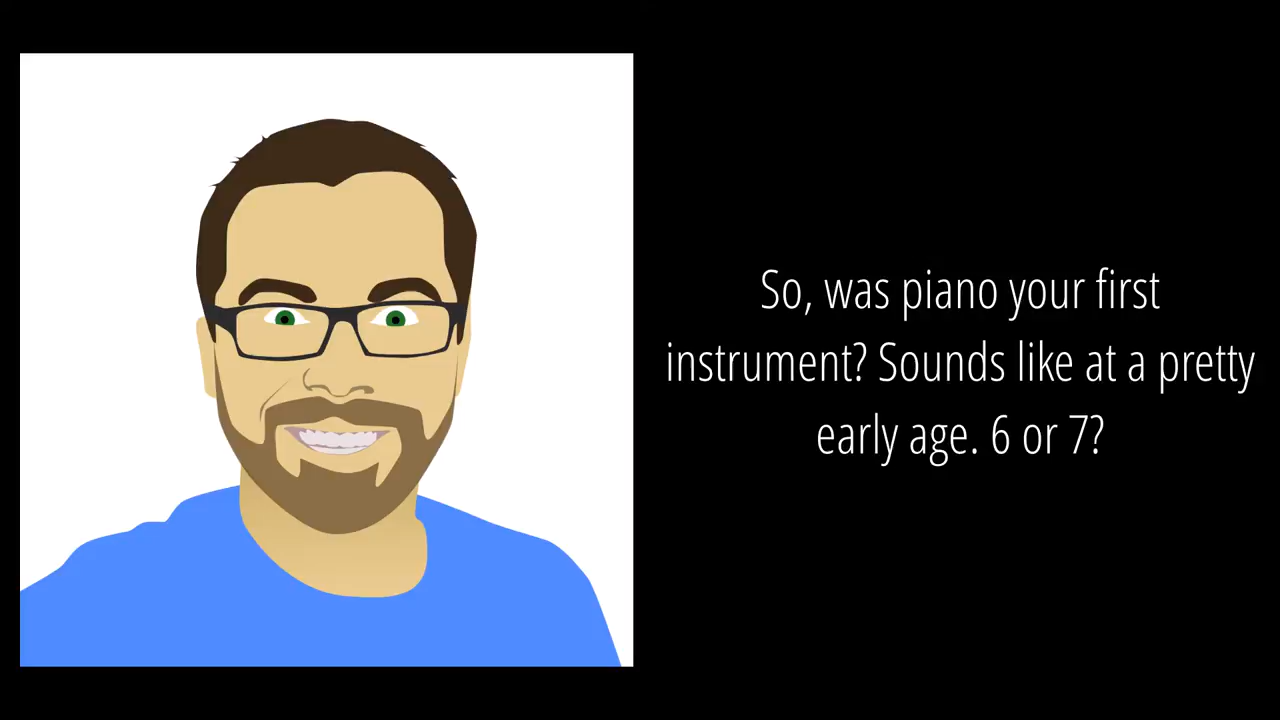 So, was piano your first
instrument? Sounds like at a pretty
early age. 6 or 7?